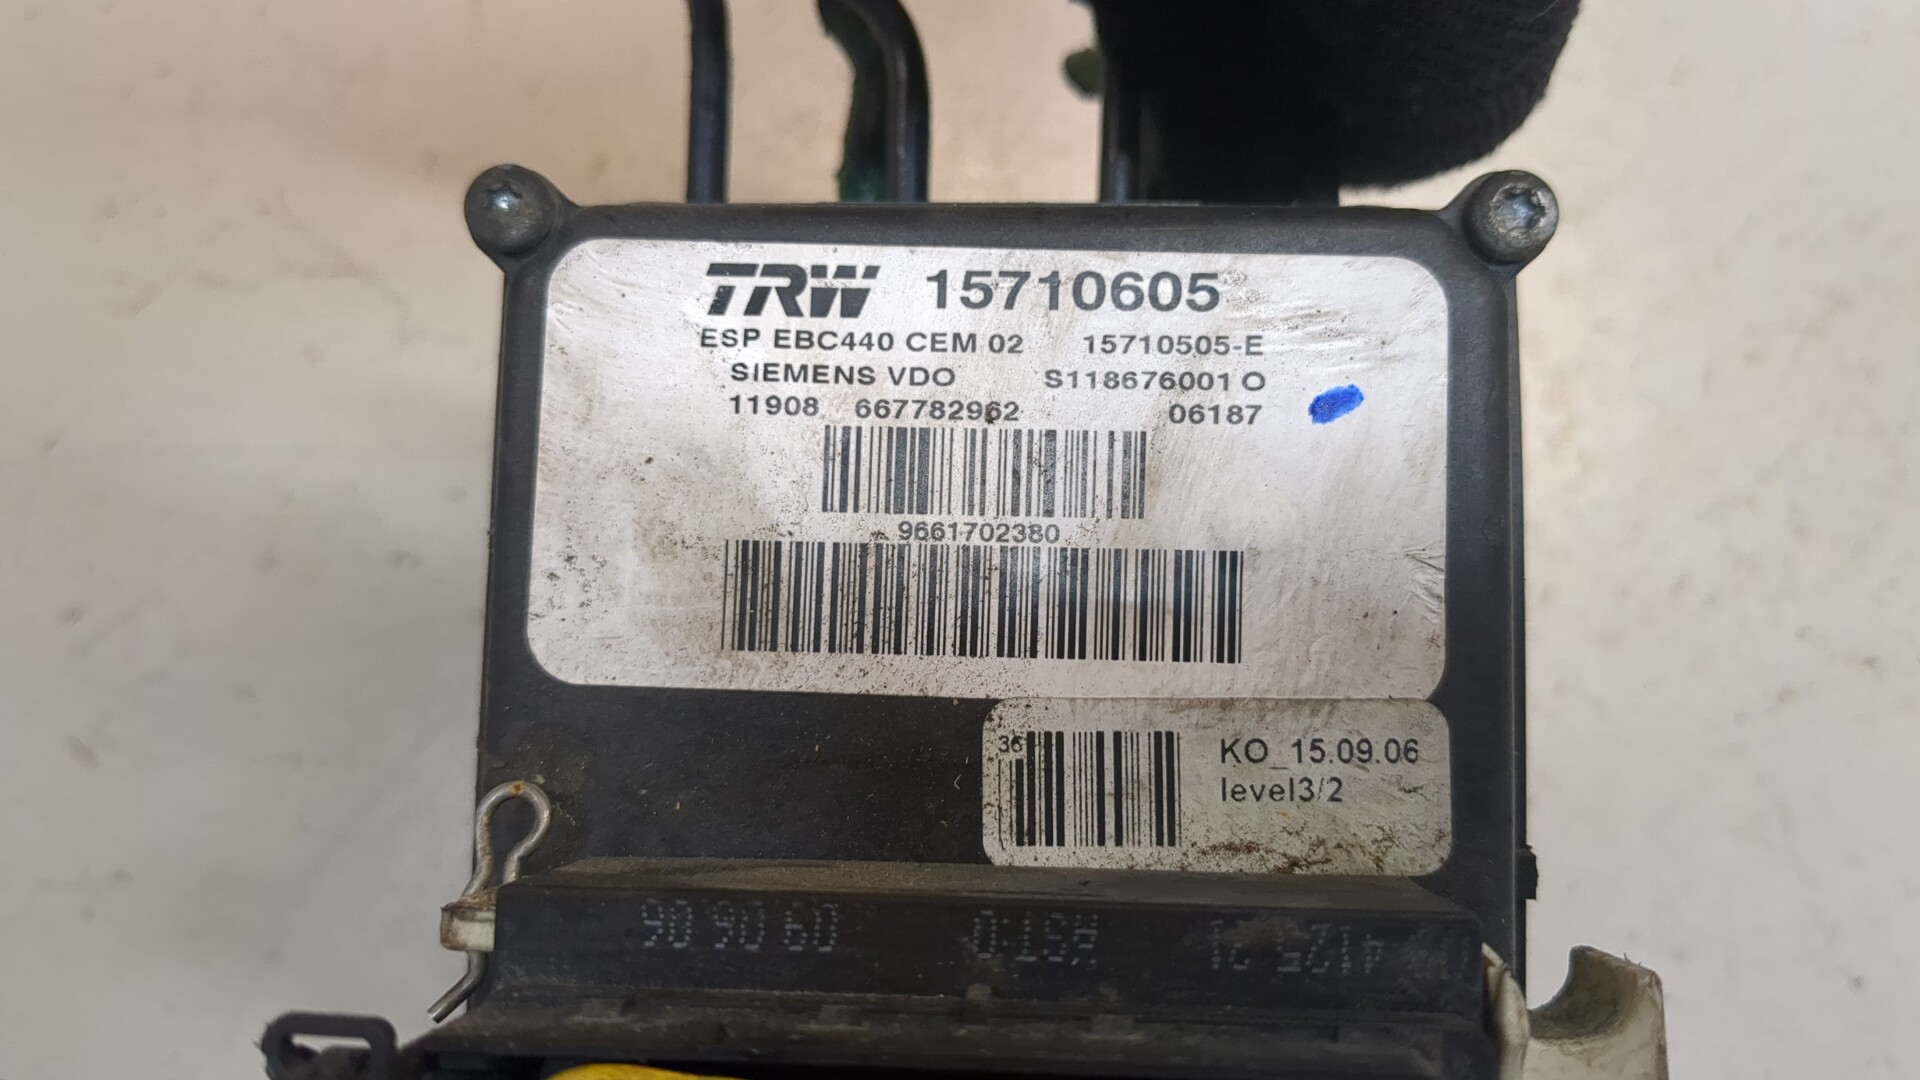 TRW 15710605
ESP EBC440 CEM 02 15710505-E
SIEMENS VDO S118676001 O
11908 667782962 06187
9661702380
36
KO_15.09.06
level3/2